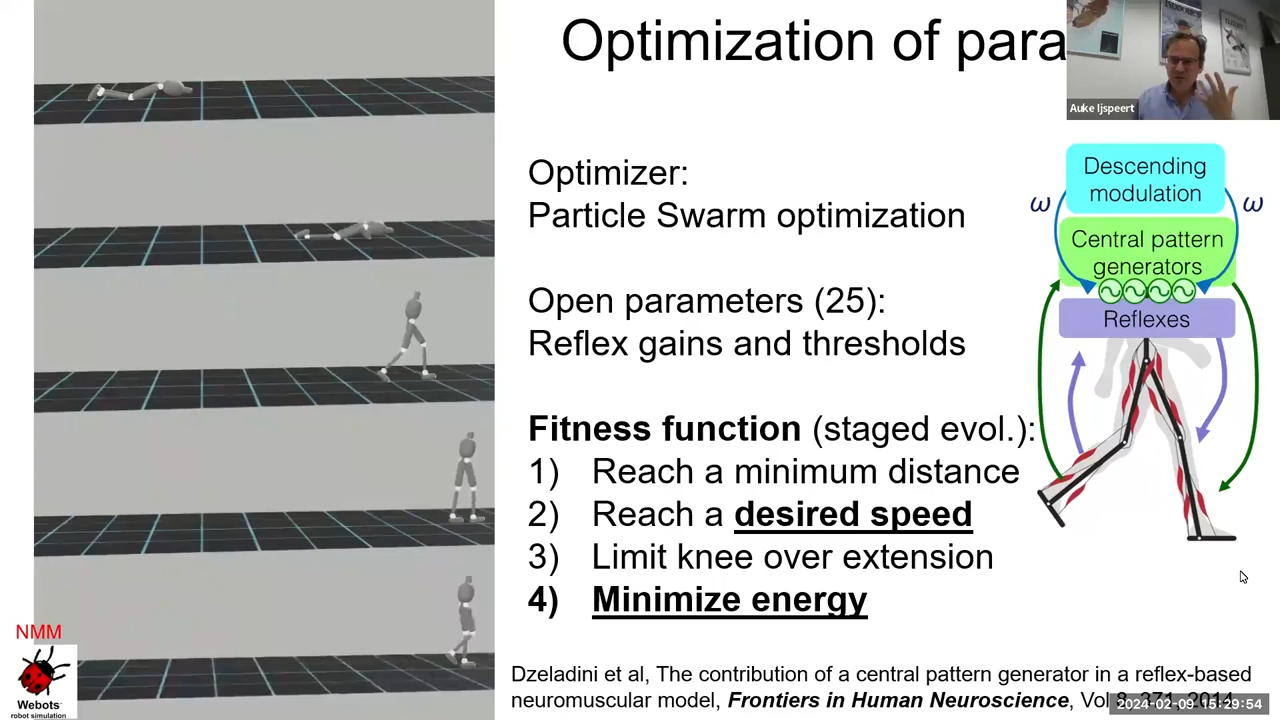 Optimization of para
Auke Ijspeert
Optimizer:
Particle Swarm optimization
Open parameters (25):
Reflex gains and thresholds
Fitness function (staged evol.):
1) Reach a minimum distance
2) Reach a desired speed
3) Limit knee over extension
4) Minimize energy
Descending
modulation
ω
ω
Central pattern
generators
Reflexes
NMM
Webots
robot simulation
Dzeladini et al, The contribution of a central pattern generator in a reflex-based
neuromuscular model, Frontiers in Human Neuroscience, Vol 8, 371, 2014
2024-02-09 15:29:54